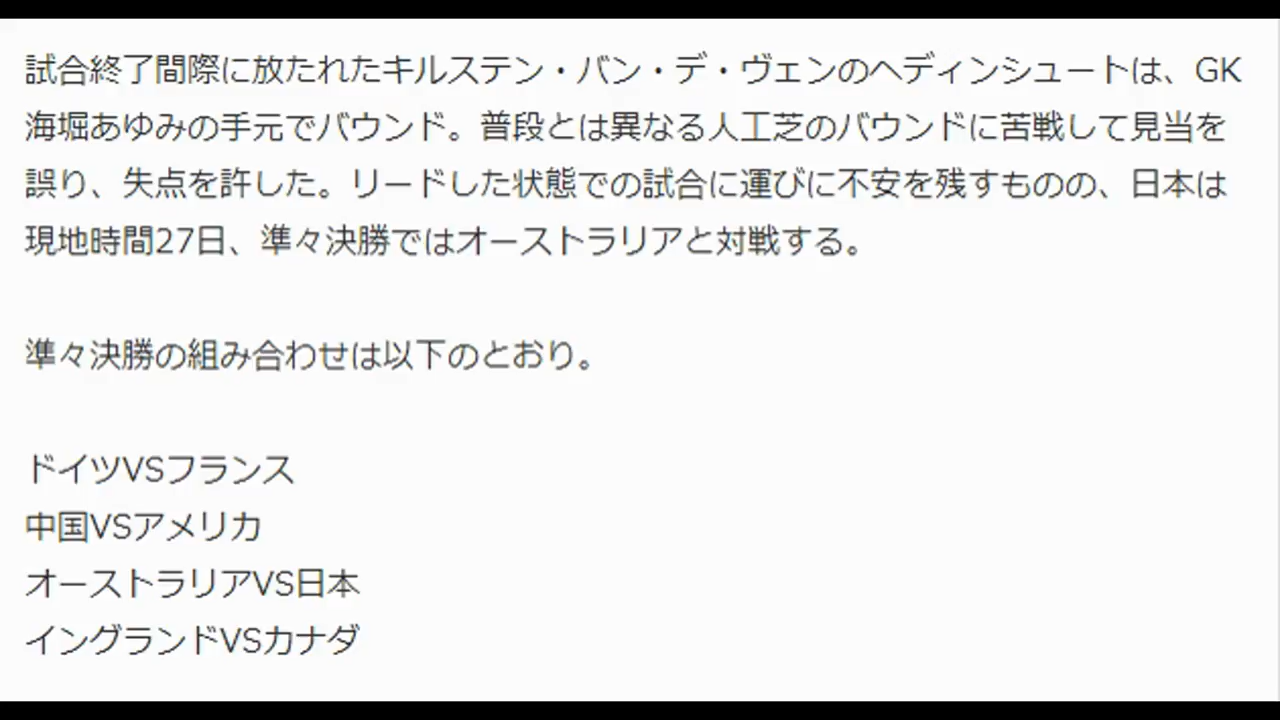 試合終了間際に放たれたキルステン・バン・デ・ヴェンのヘディンシュートは、GK
海堀あゆみの手元でバウンド。普段とは異なる人工芝のバウンドに苦戦して見当を
誤り、失点を許した。リードした状態での試合に運びに不安を残すものの、日本は
現地時間27日、準々決勝ではオーストラリアと対戦する。
準々決勝の組み合わせは以下のとおり。
ドイツVSフランス
中国VSアメリカ
オーストラリアVS日本
イングランドVSカナダ